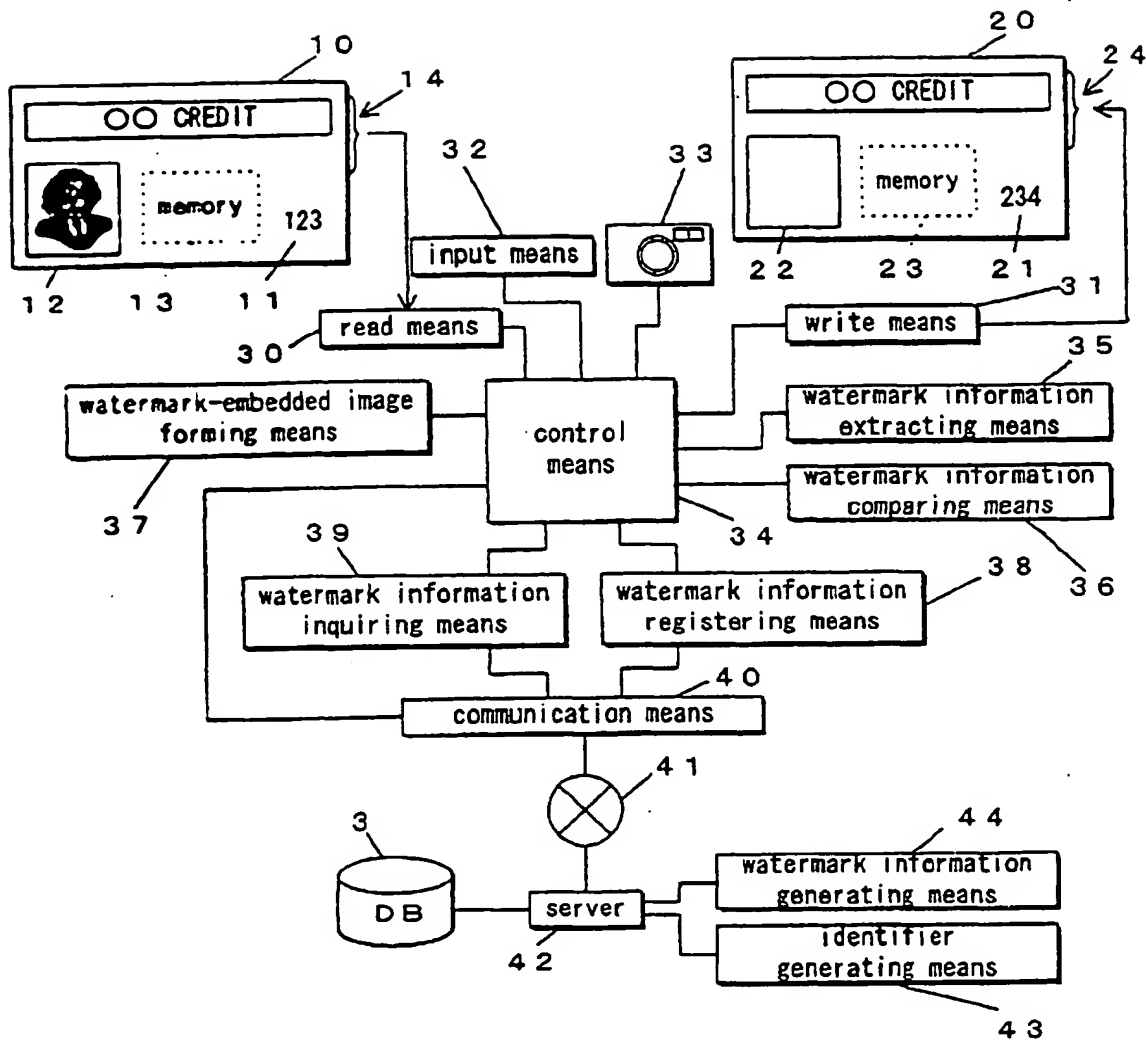 10
20
14
24
○○ CREDIT
○○ CREDIT
32
33
memory
123
memory
234
input means
12
13
11
22
23
21
31
read means
write means
30
35
watermark-embedded image
forming means
control
means
watermark information
extracting means
watermark information
comparing means
37
34
36
39
38
watermark information
inquiring means
watermark information
registering means
40
communication means
41
3
44
DB
server
watermark information
generating means
42
identifier
generating means
43